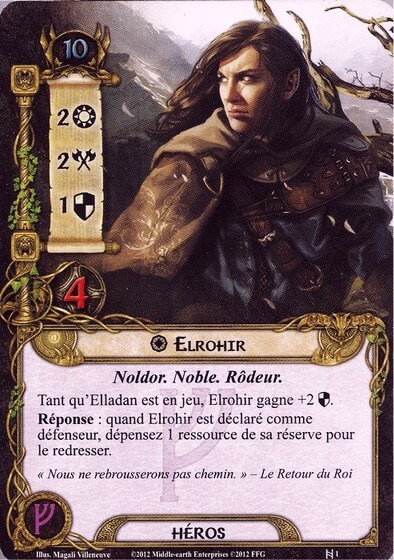 10
2
2
1
4
Elrohir
Noldor. Noble. Rôdeur.
Tant qu'Elladan est en jeu, Elrohir gagne +2 .
Réponse : quand Elrohir est déclaré comme
défenseur, dépensez 1 ressource de sa réserve pour
le redresser.
« Nous ne rebrousserons pas chemin. » – Le Retour du Roi
HÉROS
Illus. Magali Villeneuve ©2012 Middle-earth Enterprises ©2012 FFG 1